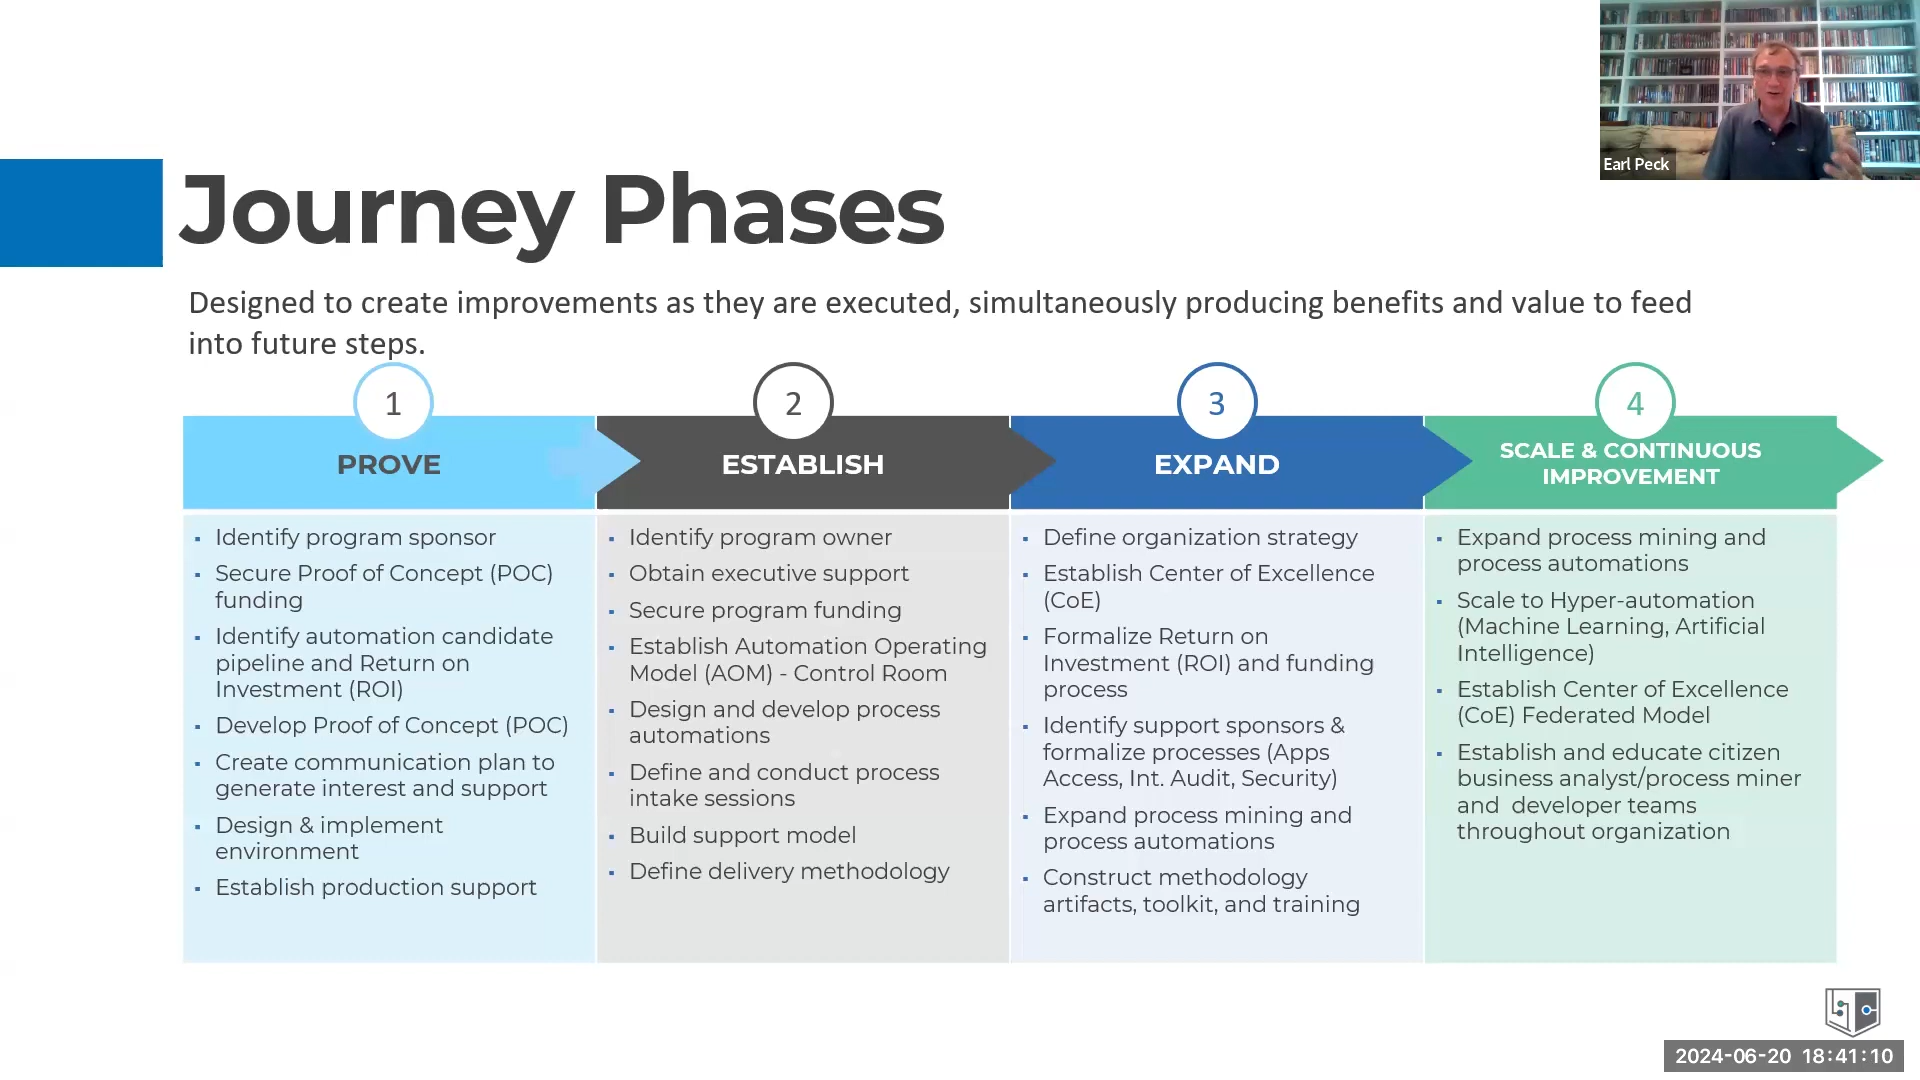 Earl Peck
Journey Phases
Designed to create improvements as they are executed, simultaneously producing benefits and value to feed
into future steps.
1
PROVE
▪ Identify program sponsor
▪ Secure Proof of Concept (POC)
funding
▪ Identify automation candidate
pipeline and Return on
Investment (ROI)
▪ Develop Proof of Concept (POC)
▪ Create communication plan to
generate interest and support
▪ Design & implement
environment
▪ Establish production support
2
ESTABLISH
▪ Identify program owner
▪ Obtain executive support
▪ Secure program funding
▪ Establish Automation Operating
Model (AOM) - Control Room
▪ Design and develop process
automations
▪ Define and conduct process
intake sessions
▪ Build support model
▪ Define delivery methodology
3
EXPAND
▪ Define organization strategy
▪ Establish Center of Excellence
(CoE)
▪ Formalize Return on
Investment (ROI) and funding
process
▪ Identify support sponsors &
formalize processes (Apps
Access, Int. Audit, Security)
▪ Expand process mining and
process automations
▪ Construct methodology
artifacts, toolkit, and training
4
SCALE & CONTINUOUS
IMPROVEMENT
▪ Expand process mining and
process automations
▪ Scale to Hyper-automation
(Machine Learning, Artificial
Intelligence)
▪ Establish Center of Excellence
(CoE) Federated Model
▪ Establish and educate citizen
business analyst/process miner
and developer teams
throughout organization
2024-06-20 18:41:10